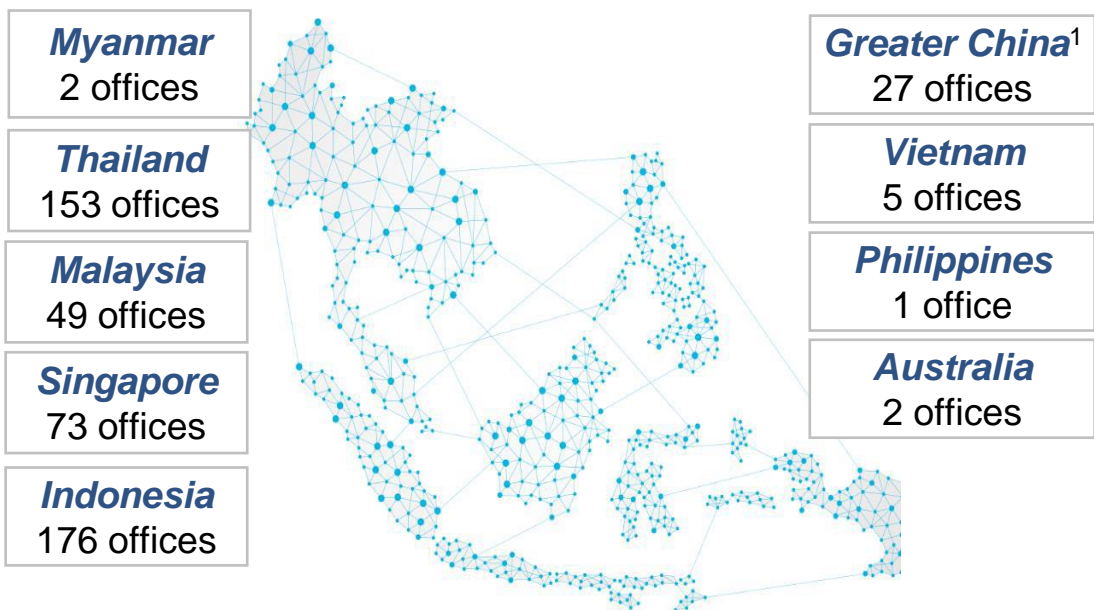 Myanmar
2 offices
Thailand
153 offices
Malaysia
49 offices
Singapore
73 offices
Indonesia
176 offices
Greater China¹
27 offices
Vietnam
5 offices
Philippines
1 office
Australia
2 offices